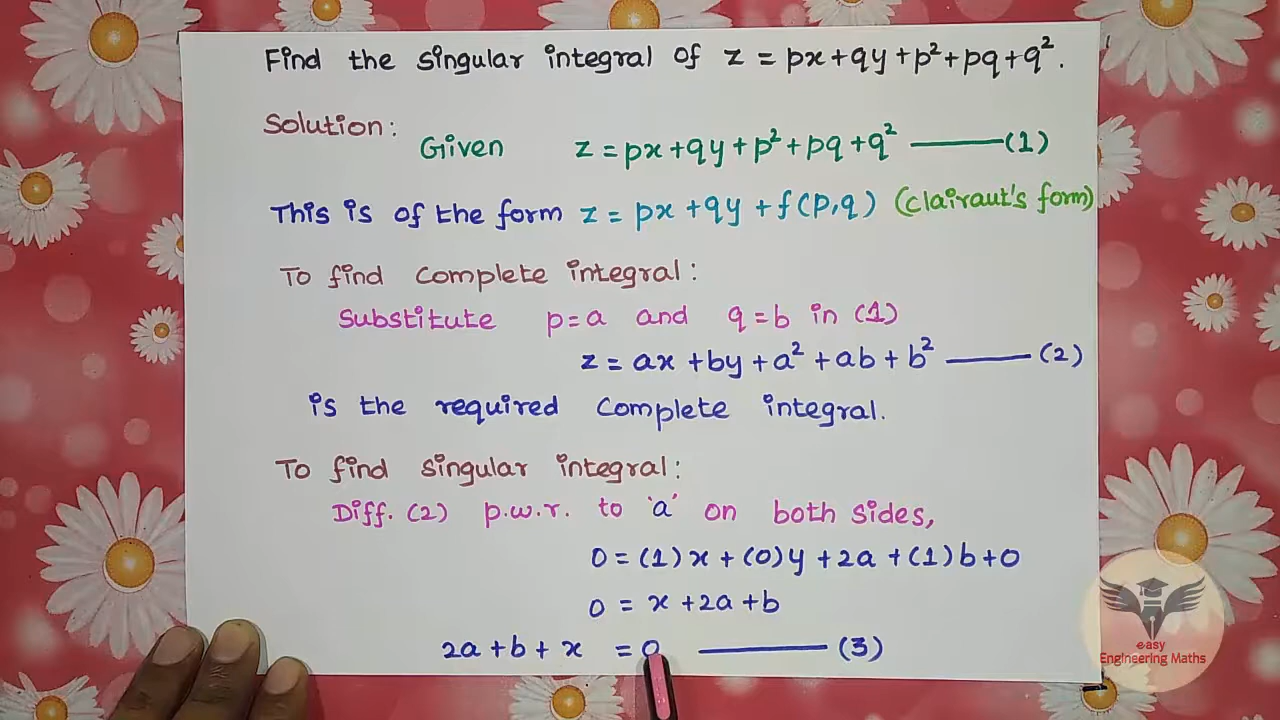 Find the singular integral of z = px+qy+p²+pq+q².
Solution:
Given z = px+qy+p²+pq+q² ——— (1)
This is of the form z = px+qy+f(p,q) (clairaut's form)
To find complete integral:
Substitute p=a and q=b in (1)
z = ax+by+a²+ab+b² ——— (2)
is the required complete integral.
To find singular integral:
Diff. (2) p.w.r. to 'a' on both sides,
0 = (1)x+(0)y+2a+(1)b+0
0 = x+2a+b
2a+b+x = 0 ——— (3)
easy
Engineering Maths